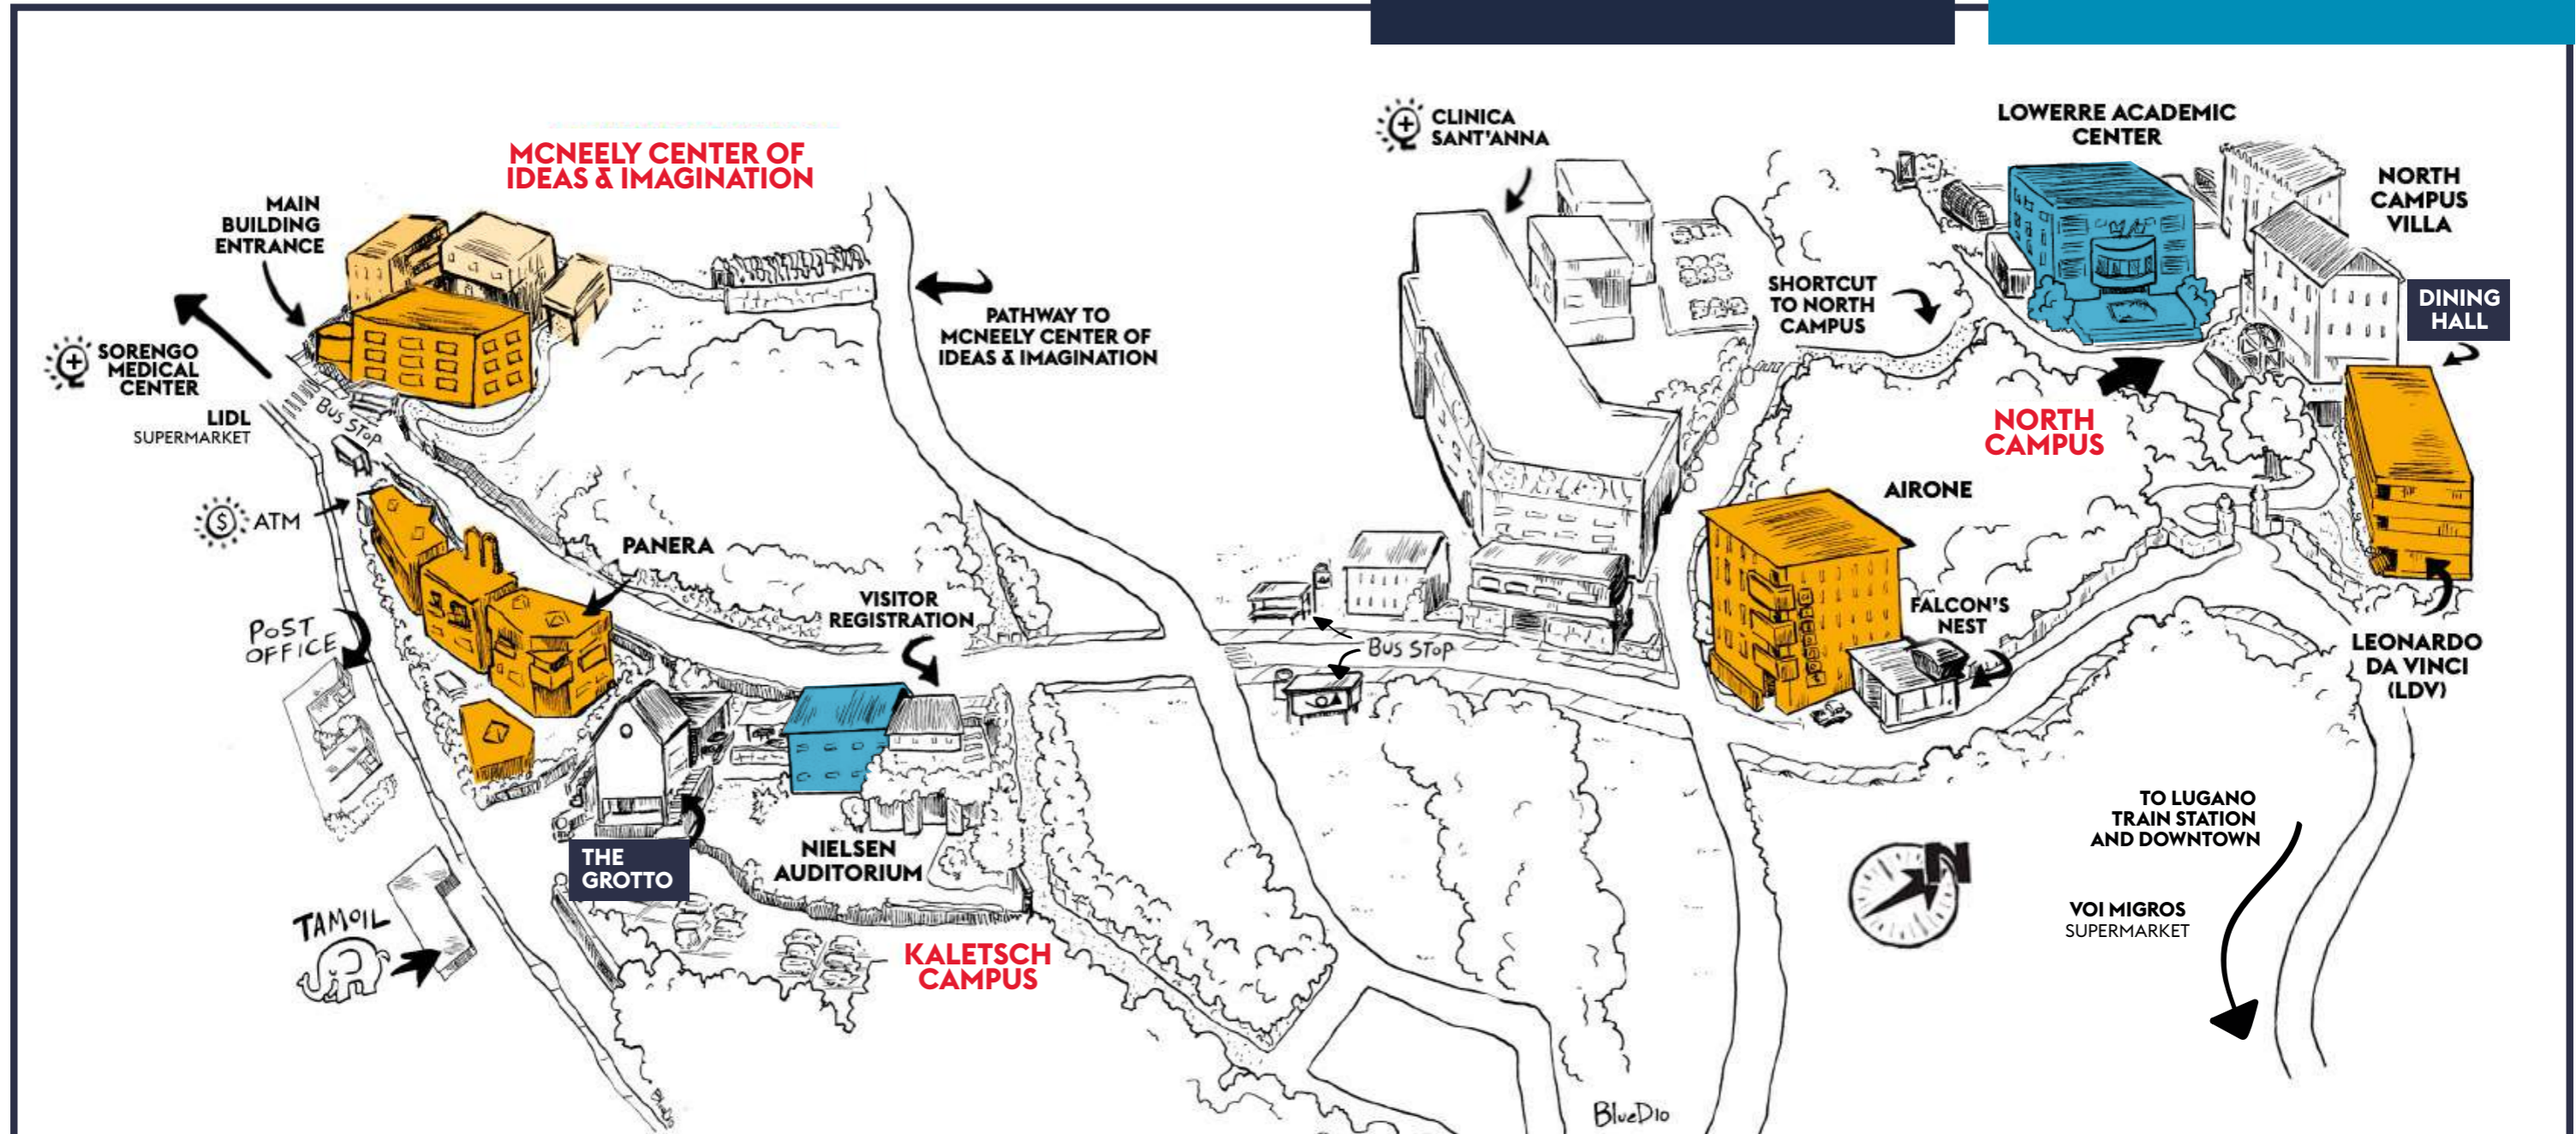 MCNEELY CENTER OF
IDEAS & IMAGINATION
MAIN
BUILDING
ENTRANCE
SORENGO
MEDICAL
CENTER
LIDL
SUPERMARKET
BUS STOP
ATM
PANERA
POST
OFFICE
TAMOIL
VISITOR
REGISTRATION
THE
GROTTO
NIELSEN
AUDITORIUM
KALETSCH
CAMPUS
PATHWAY TO
MCNEELY CENTER OF
IDEAS & IMAGINATION
CLINICA
SANT'ANNA
BUS STOP
SHORTCUT
TO NORTH
CAMPUS
LOWERRE ACADEMIC
CENTER
NORTH
CAMPUS
VILLA
DINING
HALL
NORTH
CAMPUS
AIRONE
FALCON'S
NEST
LEONARDO
DA VINCI
(LDV)
N
TO LUGANO
TRAIN STATION
AND DOWNTOWN
VOI MIGROS
SUPERMARKET
BlueD10